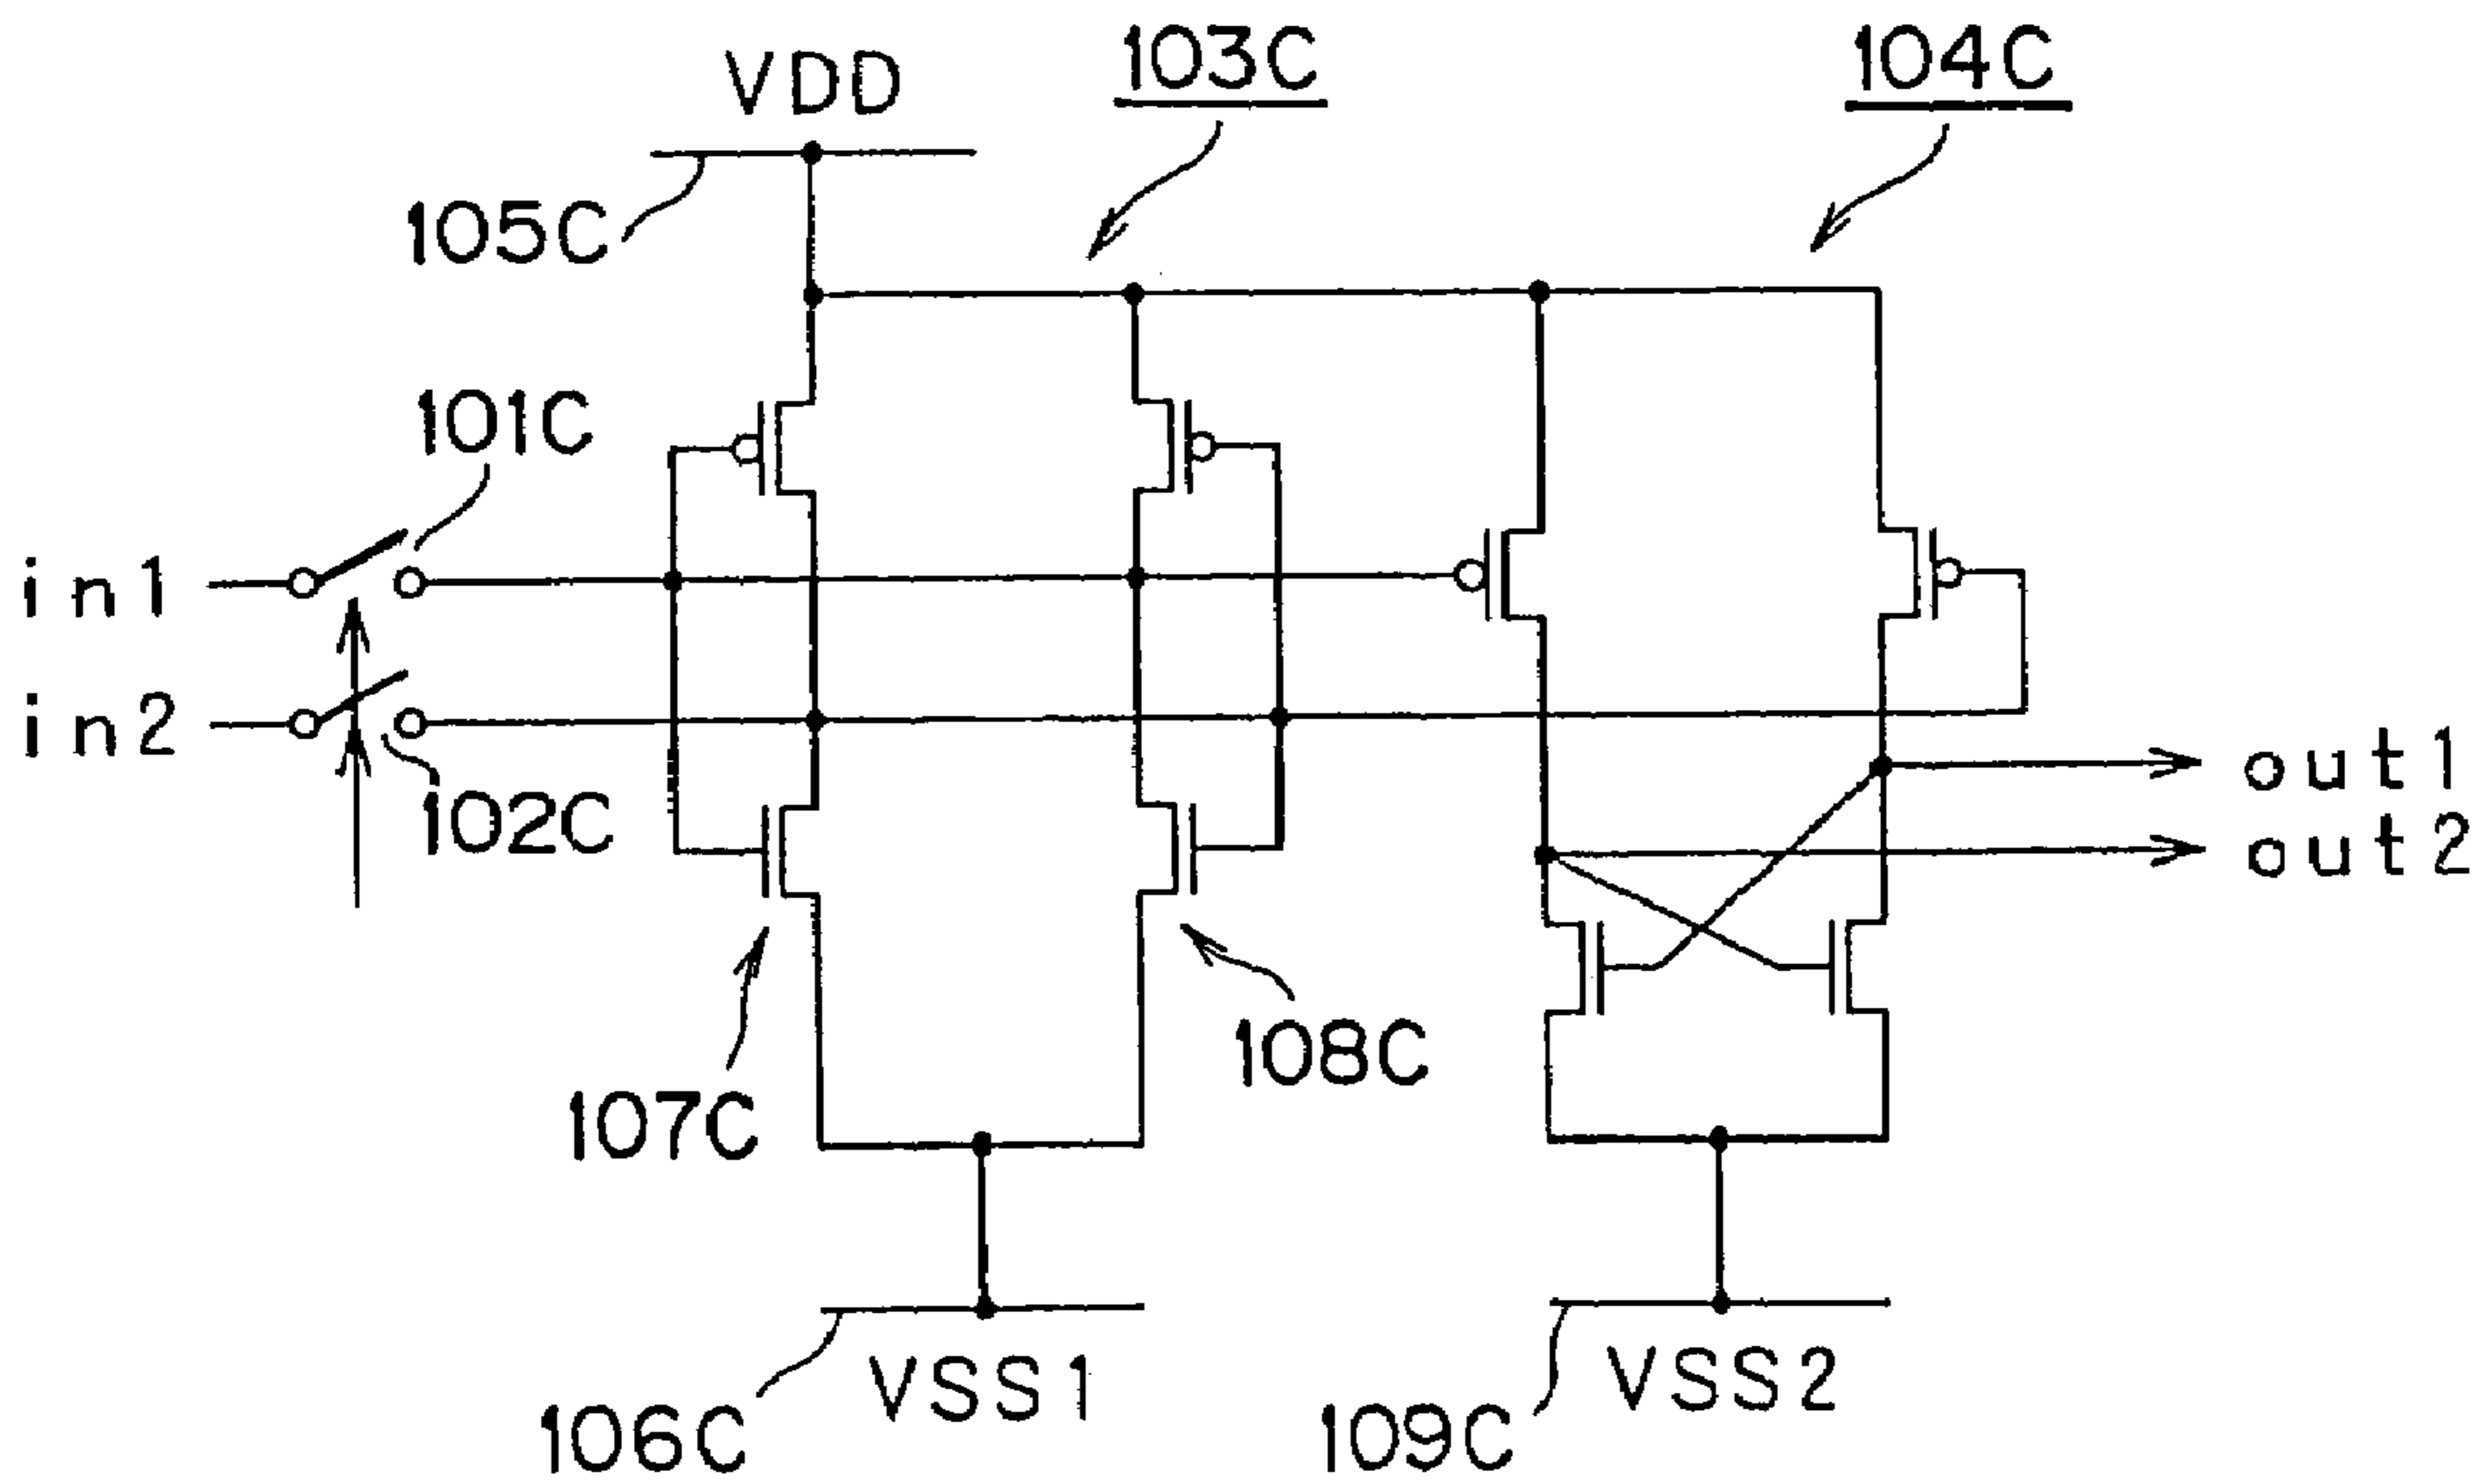 103C
104C
VDD
105C
101C
in1
in2
102C
out1
out2
107C
108C
106C
VSS1
109C
VSS2